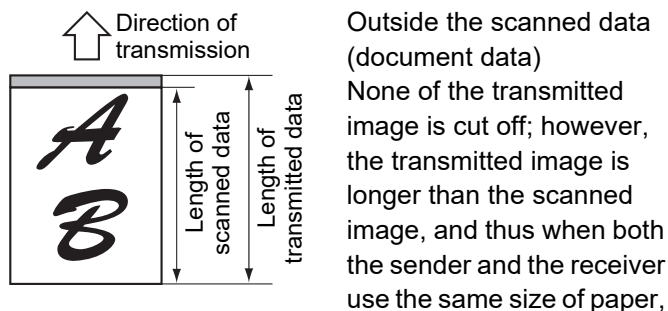 Direction of
transmission
A
B
Length of
scanned data
Length of
transmitted data
Outside the scanned data
(document data)
None of the transmitted
image is cut off; however,
the transmitted image is
longer than the scanned
image, and thus when both
the sender and the receiver
use the same size of paper,